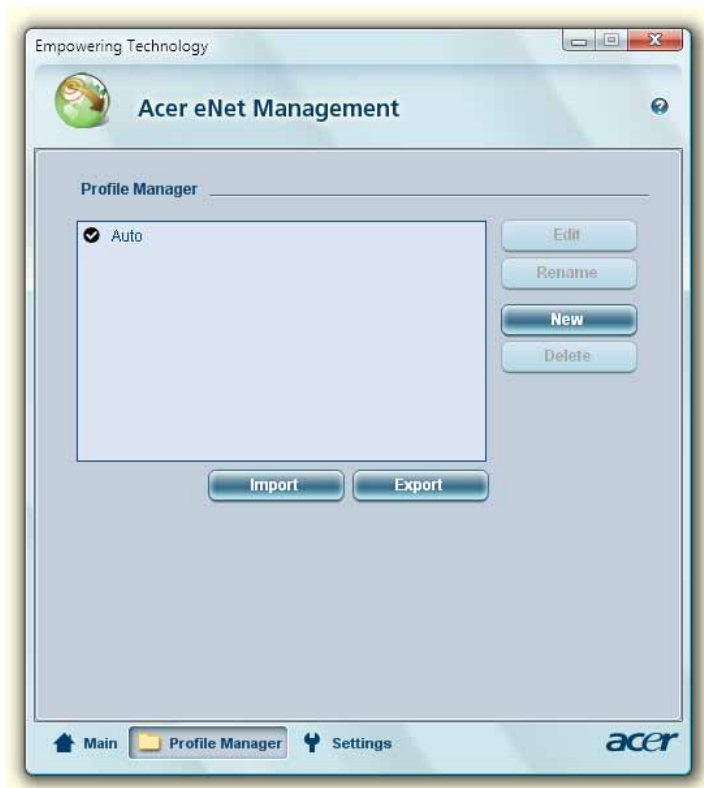 Empowering Technology
Acer eNet Management
Profile Manager
Auto
Edit
Rename
New
Delete
Import Export
Main Profile Manager Settings acer